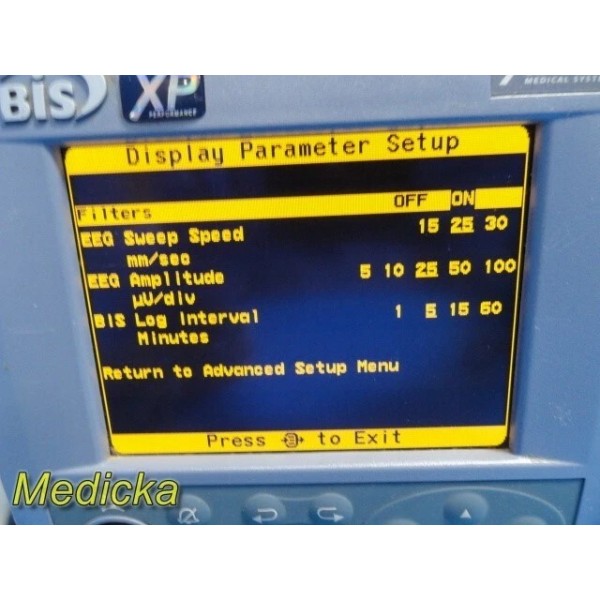 BIS XP
PERFORMANCE
MEDICAL SYSTE
Display Parameter Setup
Filters OFF ON
EEG Sweep Speed 15 25 30
mm/sec
EEG Amplitude 5 10 25 50 100
µV/div
BIS Log Interval 1 5 15 60
Minutes
Return to Advanced Setup Menu
Press to Exit
Medicka